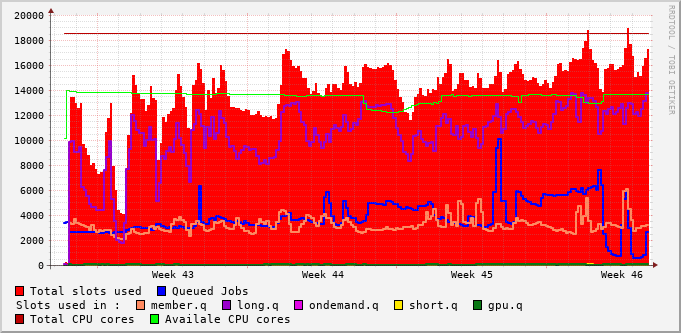 20000
18000
16000
14000
12000
10000
8000
6000
4000
2000
0
Week 43 Week 44 Week 45 Week 46
RRDTOOL / TOBI OETIKER
Total slots used Queued Jobs
Slots used in : member.q long.q ondemand.q short.q gpu.q
Total CPU cores Availale CPU cores